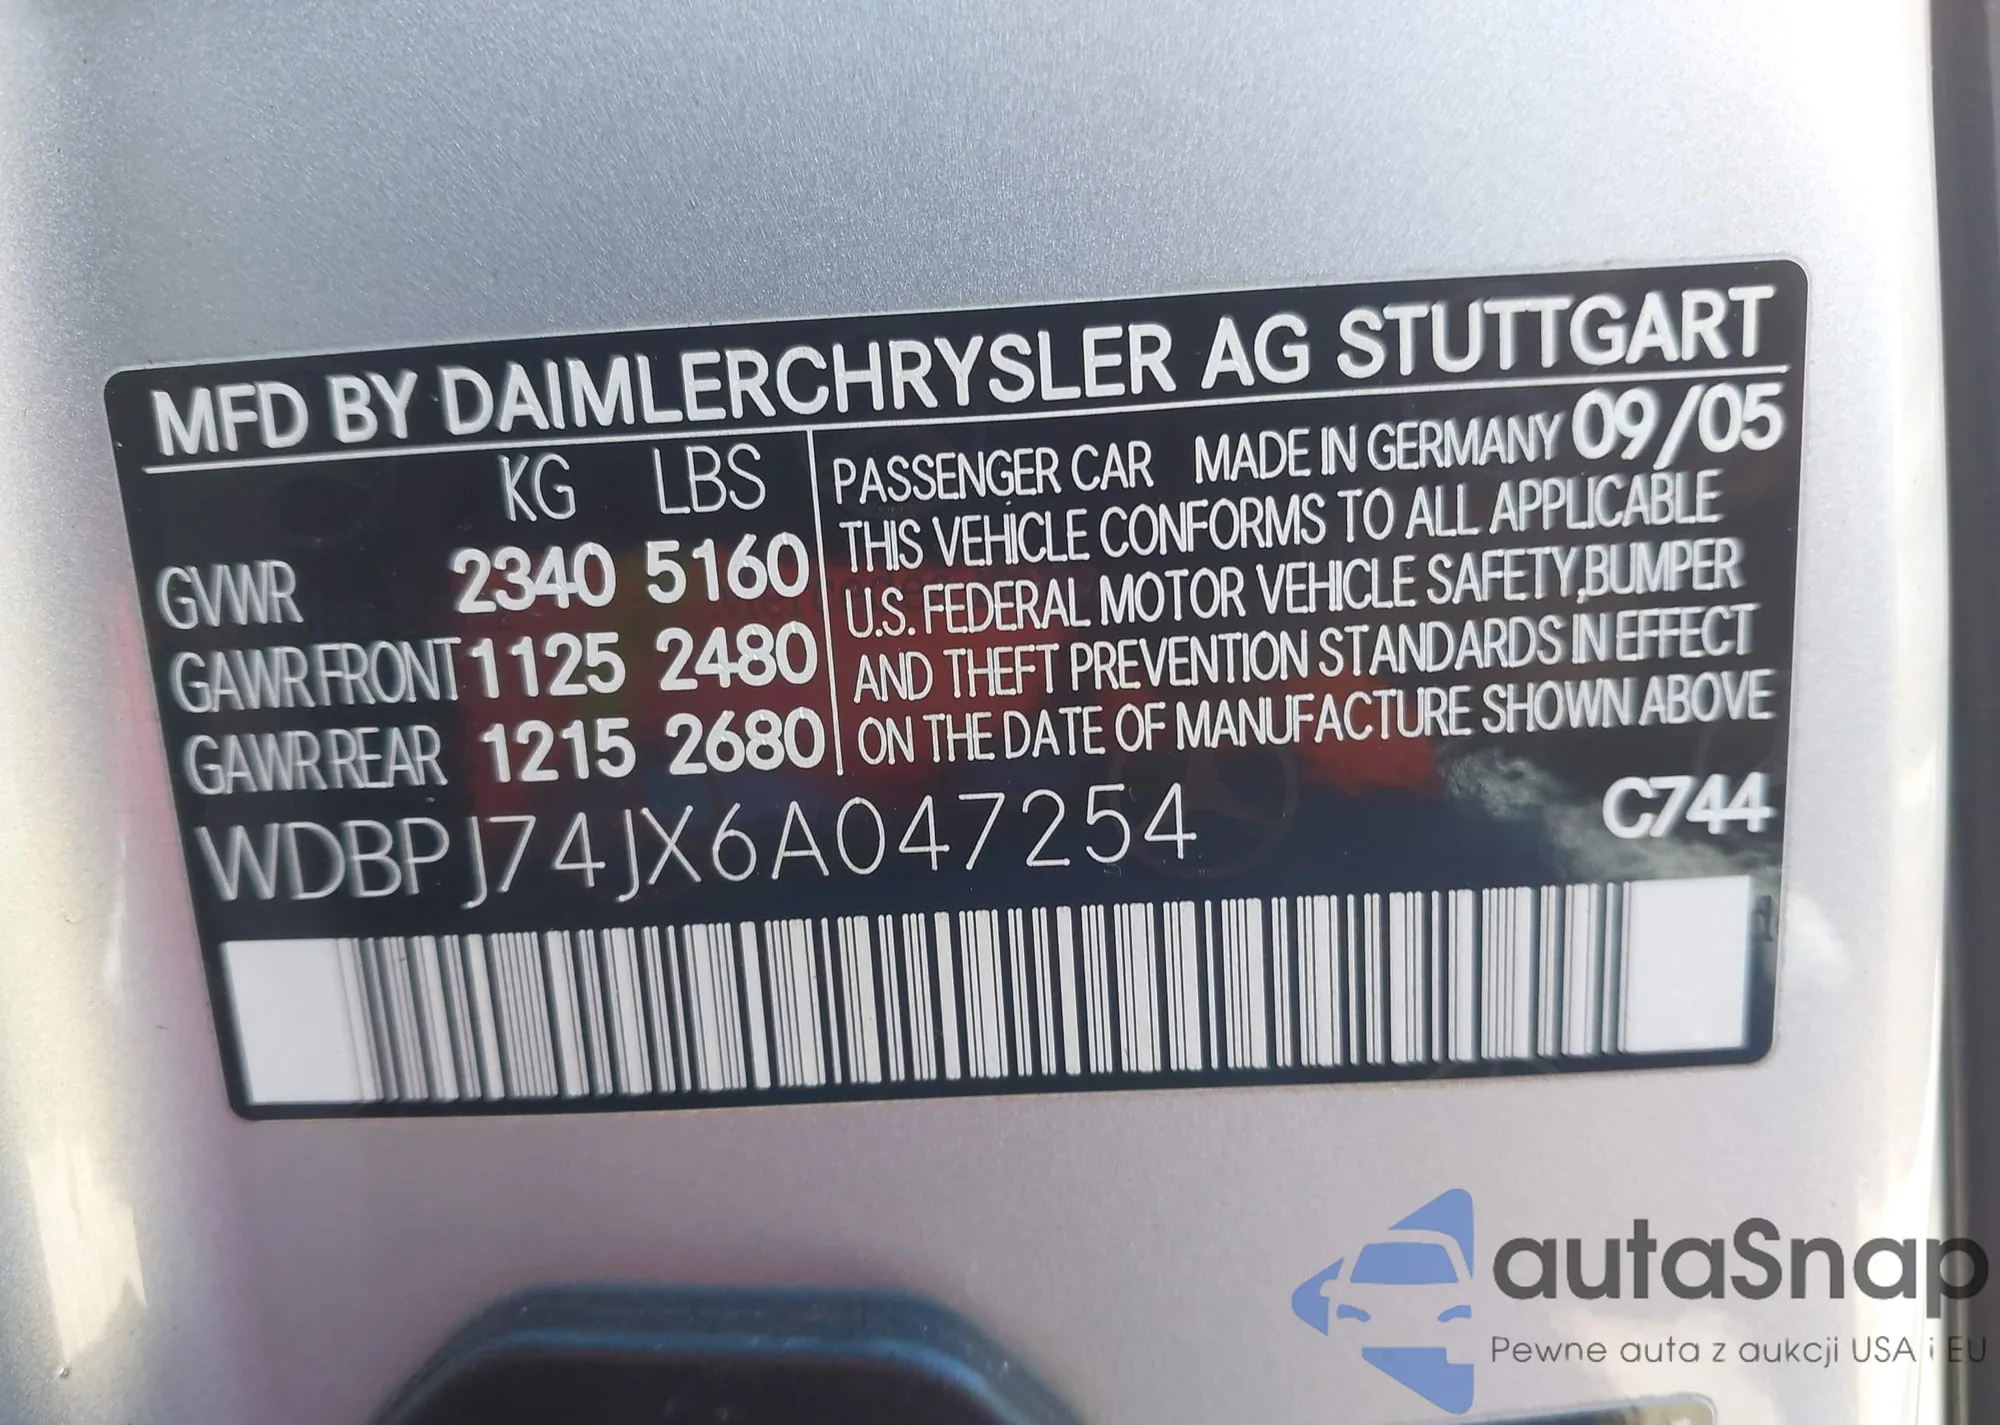 MFD BY DAIMLERCHRYSLER AG STUTTGART
KG LBS
GVWR 2340 5160
GAWR FRONT 1125 2480
GAWR REAR 1215 2680
PASSENGER CAR MADE IN GERMANY 09/05
THIS VEHICLE CONFORMS TO ALL APPLICABLE
U.S. FEDERAL MOTOR VEHICLE SAFETY,BUMPER
AND THEFT PREVENTION STANDARDS IN EFFECT
ON THE DATE OF MANUFACTURE SHOWN ABOVE
WDBPJ74JX6A047254
C744
autaSnap
Pewne auta z aukcji USA i EU